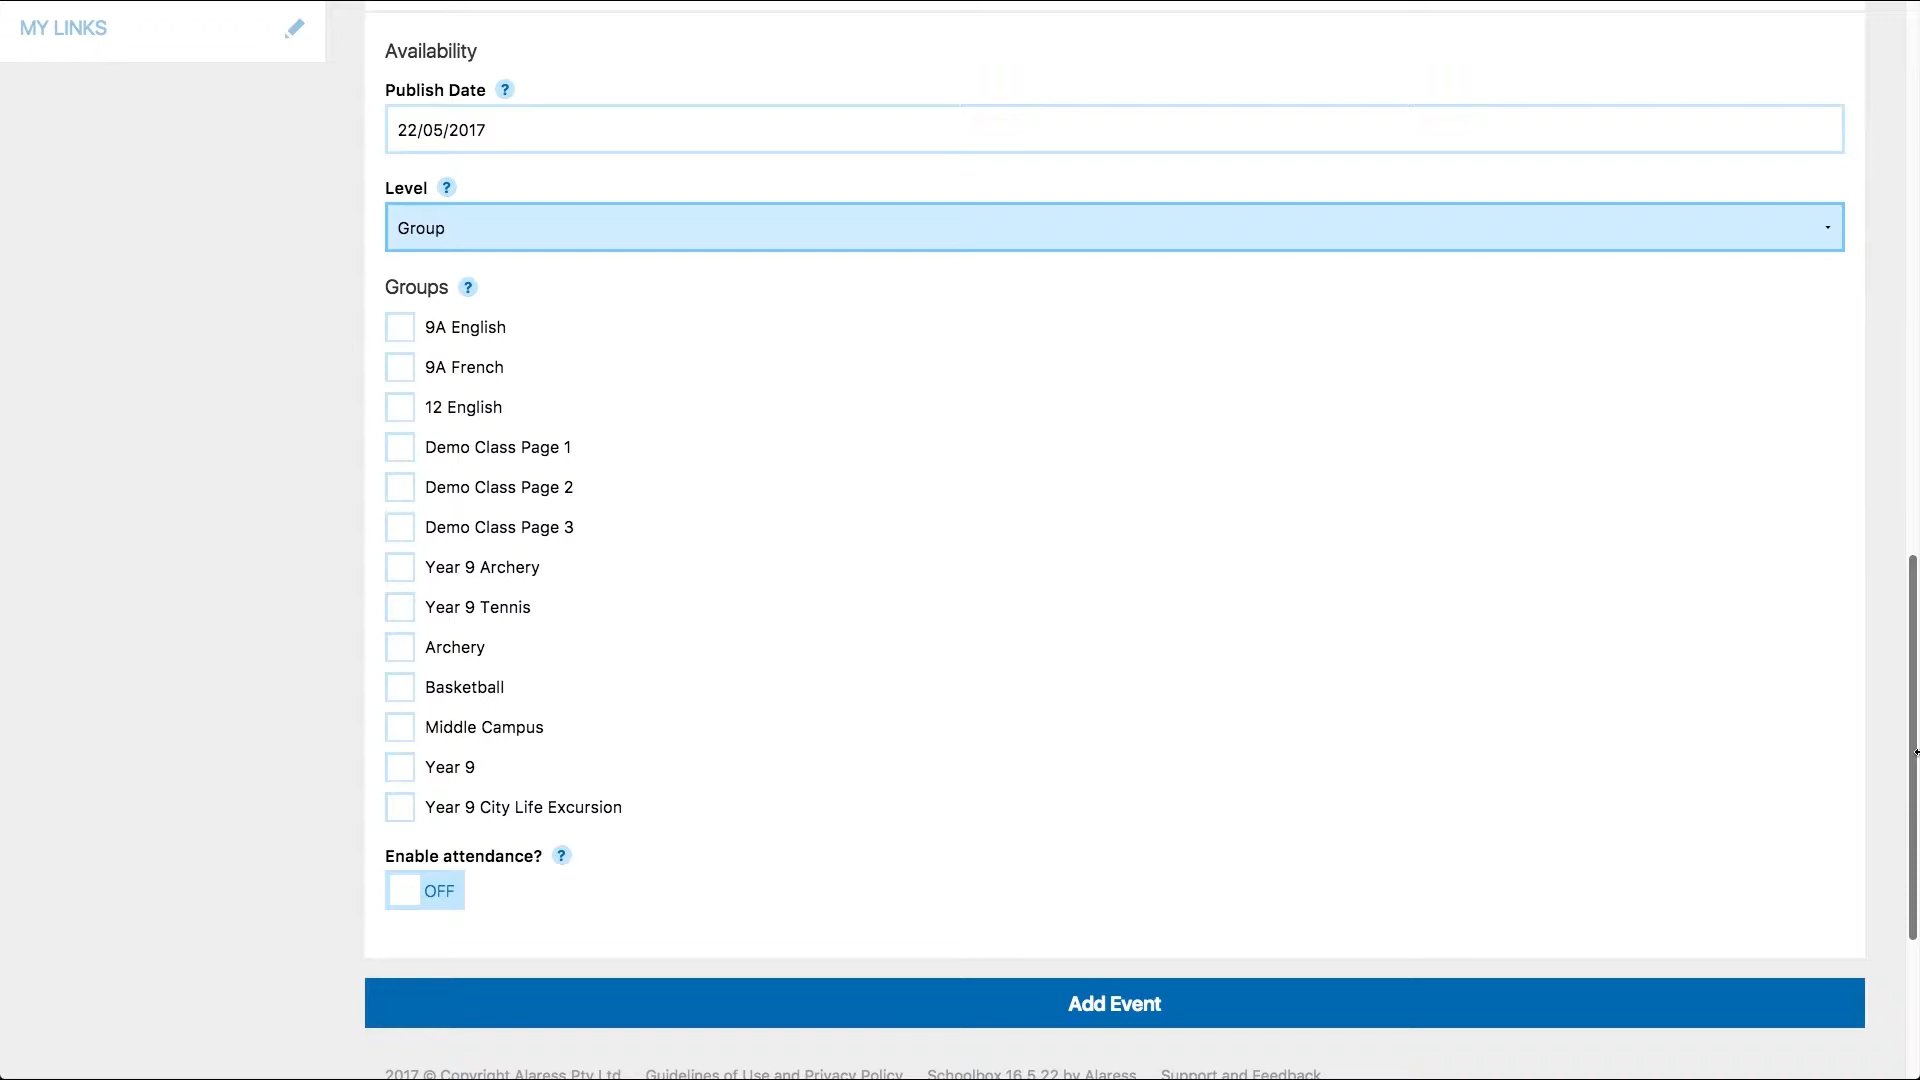 MY LINKS
Availability
Publish Date ?
22/05/2017
Level ?
Group
Groups ?
9A English
9A French
12 English
Demo Class Page 1
Demo Class Page 2
Demo Class Page 3
Year 9 Archery
Year 9 Tennis
Archery
Basketball
Middle Campus
Year 9
Year 9 City Life Excursion
Enable attendance? ?
OFF
Add Event
2017 © Copyright Alaress Pty Ltd. Guidelines of Use and Privacy Policy Schoolbox 16.5.22 by Alaress Support and Feedback